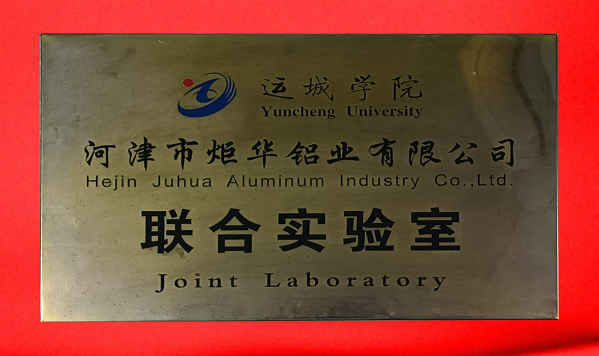 运城学院
Yuncheng University
河津市炬华铝业有限公司
Hejin Juhua Aluminum Industry Co.,Ltd.
联合实验室
Joint Laboratory